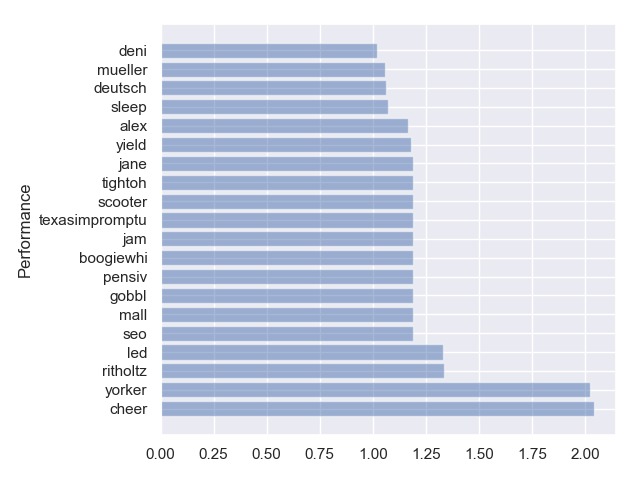 deni
mueller
deutsch
sleep
alex
yield
jane
tightoh
scooter
texasimpromptu
jam
boogiewhi
pensiv
gobbl
mall
seo
led
ritholtz
yorker
cheer
Performance
0.00 0.25 0.50 0.75 1.00 1.25 1.50 1.75 2.00